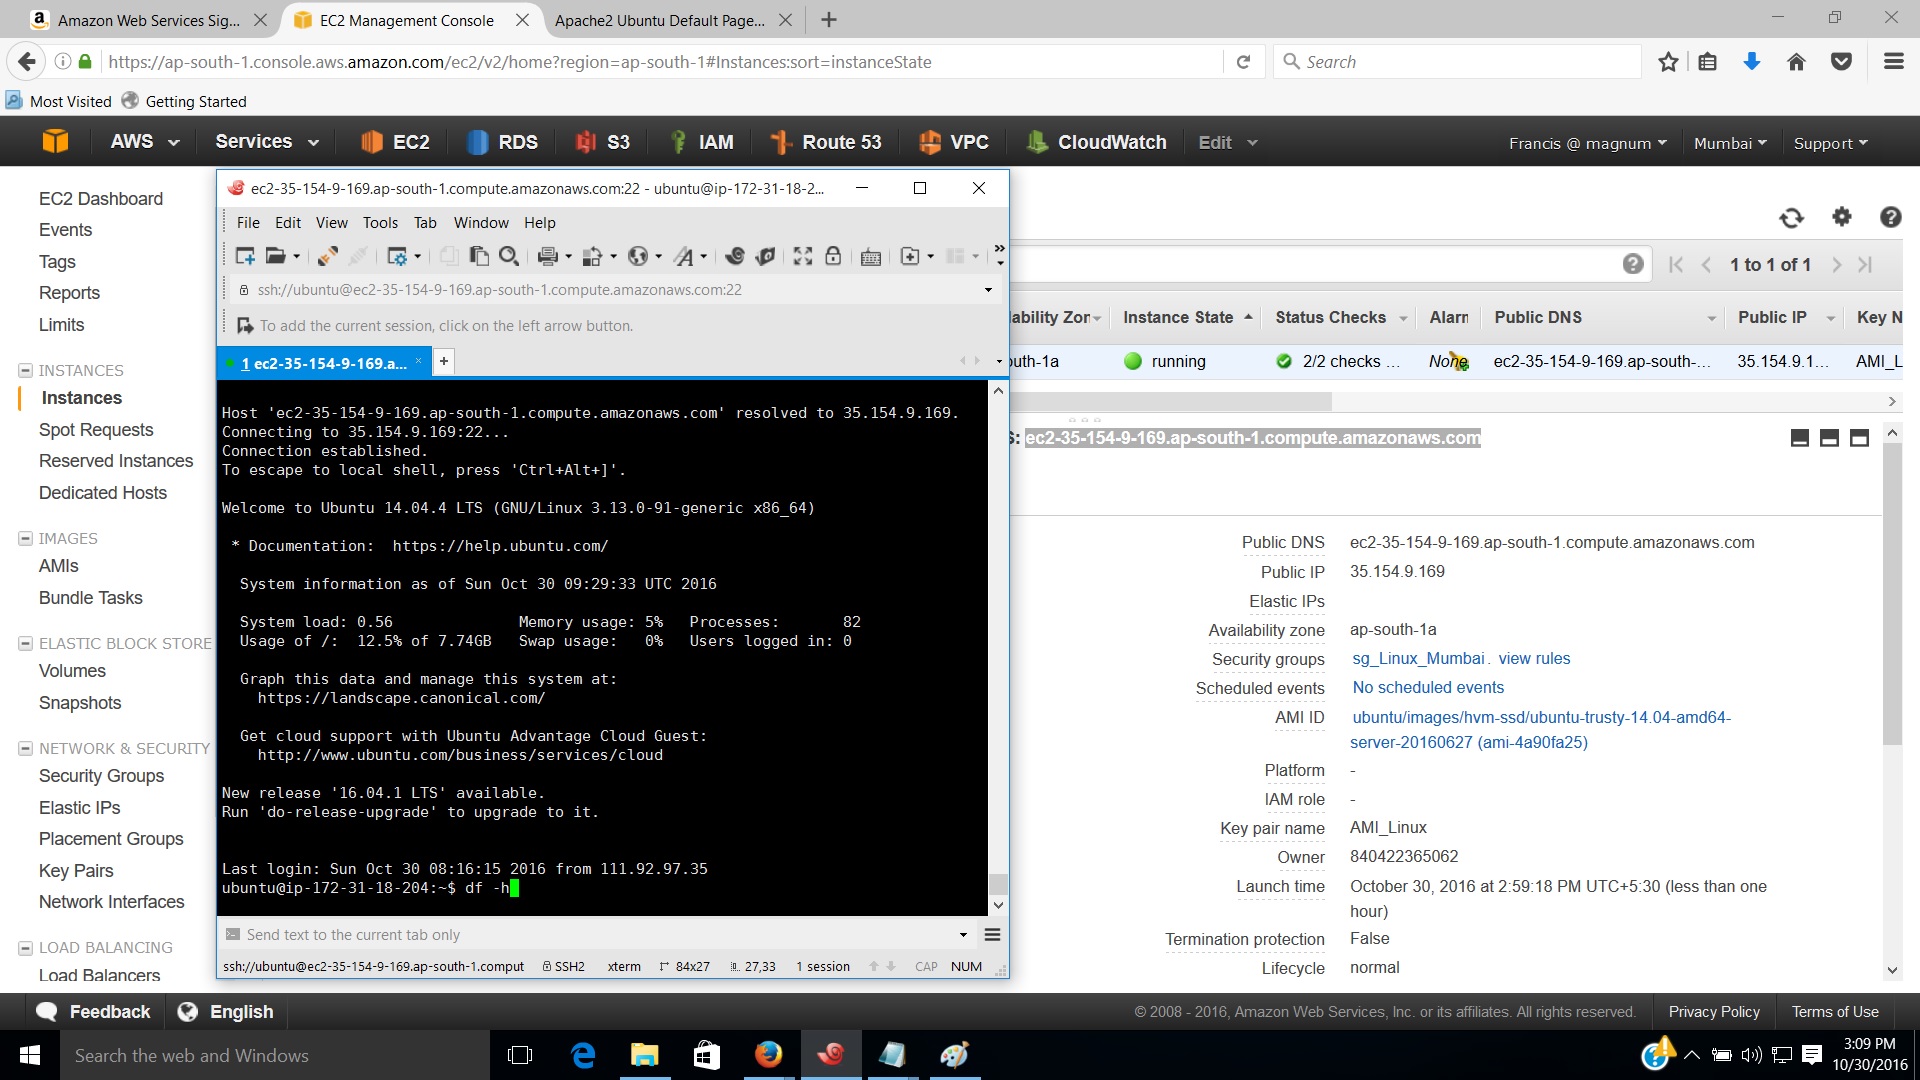 Amazon Web Services Sig...
EC2 Management Console
Apache2 Ubuntu Default Page...
https://ap-south-1.console.aws.amazon.com/ec2/v2/home?region=ap-south-1#Instances:sort=instanceState
Search
Most Visited
Getting Started
AWS
Services
EC2
RDS
S3
IAM
Route 53
VPC
CloudWatch
Edit
Francis @ magnum
Mumbai
Support
EC2 Dashboard
Events
Tags
Reports
Limits
INSTANCES
Instances
Spot Requests
Reserved Instances
Dedicated Hosts
IMAGES
AMIs
Bundle Tasks
ELASTIC BLOCK STORE
Volumes
Snapshots
NETWORK & SECURITY
Security Groups
Elastic IPs
Placement Groups
Key Pairs
Network Interfaces
LOAD BALANCING
Load Balancers
ec2-35-154-9-169.ap-south-1.compute.amazonaws.com:22 - ubuntu@ip-172-31-18-2...
File Edit View Tools Tab Window Help
ssh://ubuntu@ec2-35-154-9-169.ap-south-1.compute.amazonaws.com:22
To add the current session, click on the left arrow button.
1 ec2-35-154-9-169.a...
Host 'ec2-35-154-9-169.ap-south-1.compute.amazonaws.com' resolved to 35.154.9.169.
Connecting to 35.154.9.169:22...
Connection established.
To escape to local shell, press 'Ctrl+Alt+]'.
Welcome to Ubuntu 14.04.4 LTS (GNU/Linux 3.13.0-91-generic x86_64)
* Documentation: https://help.ubuntu.com/
System information as of Sun Oct 30 09:29:33 UTC 2016
System load: 0.56 Memory usage: 5% Processes: 82
Usage of /: 12.5% of 7.74GB Swap usage: 0% Users logged in: 0
Graph this data and manage this system at:
https://landscape.canonical.com/
Get cloud support with Ubuntu Advantage Cloud Guest:
http://www.ubuntu.com/business/services/cloud
New release '16.04.1 LTS' available.
Run 'do-release-upgrade' to upgrade to it.
Last login: Sun Oct 30 08:16:15 2016 from 111.92.97.35
ubuntu@ip-172-31-18-204:~$ df -h
Send text to the current tab only
ssh://ubuntu@ec2-35-154-9-169.ap-south-1.comput SSH2 xterm 84x27 27,33 1 session CAP NUM
1 to 1 of 1
lability Zon Instance State Status Checks Alarn Public DNS Public IP Key N
outh-1a running 2/2 checks ... None ec2-35-154-9-169.ap-south-... 35.154.9.1... AMI_L
S: ec2-35-154-9-169.ap-south-1.compute.amazonaws.com
Public DNS ec2-35-154-9-169.ap-south-1.compute.amazonaws.com
Public IP 35.154.9.169
Elastic IPs
Availability zone ap-south-1a
Security groups sg_Linux_Mumbai. view rules
Scheduled events No scheduled events
AMI ID ubuntu/images/hvm-ssd/ubuntu-trusty-14.04-amd64-
server-20160627 (ami-4a90fa25)
Platform -
IAM role -
Key pair name AMI_Linux
Owner 840422365062
Launch time October 30, 2016 at 2:59:18 PM UTC+5:30 (less than one
hour)
Termination protection False
Lifecycle normal
Feedback
English
© 2008 - 2016, Amazon Web Services, Inc. or its affiliates. All rights reserved.
Privacy Policy
Terms of Use
Search the web and Windows
3:09 PM
10/30/2016